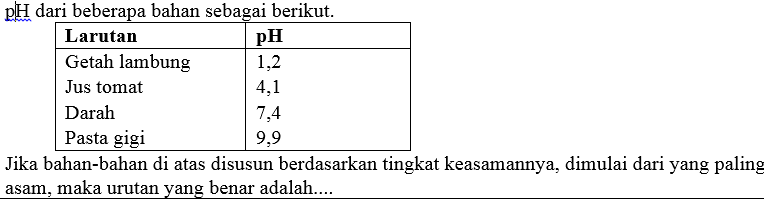 pH dari beberapa bahan sebagai berikut.
Larutan pH
Getah lambung 1,2
Jus tomat 4,1
Darah 7,4
Pasta gigi 9,9
Jika bahan-bahan di atas disusun berdasarkan tingkat keasamannya, dimulai dari yang paling
asam, maka urutan yang benar adalah....